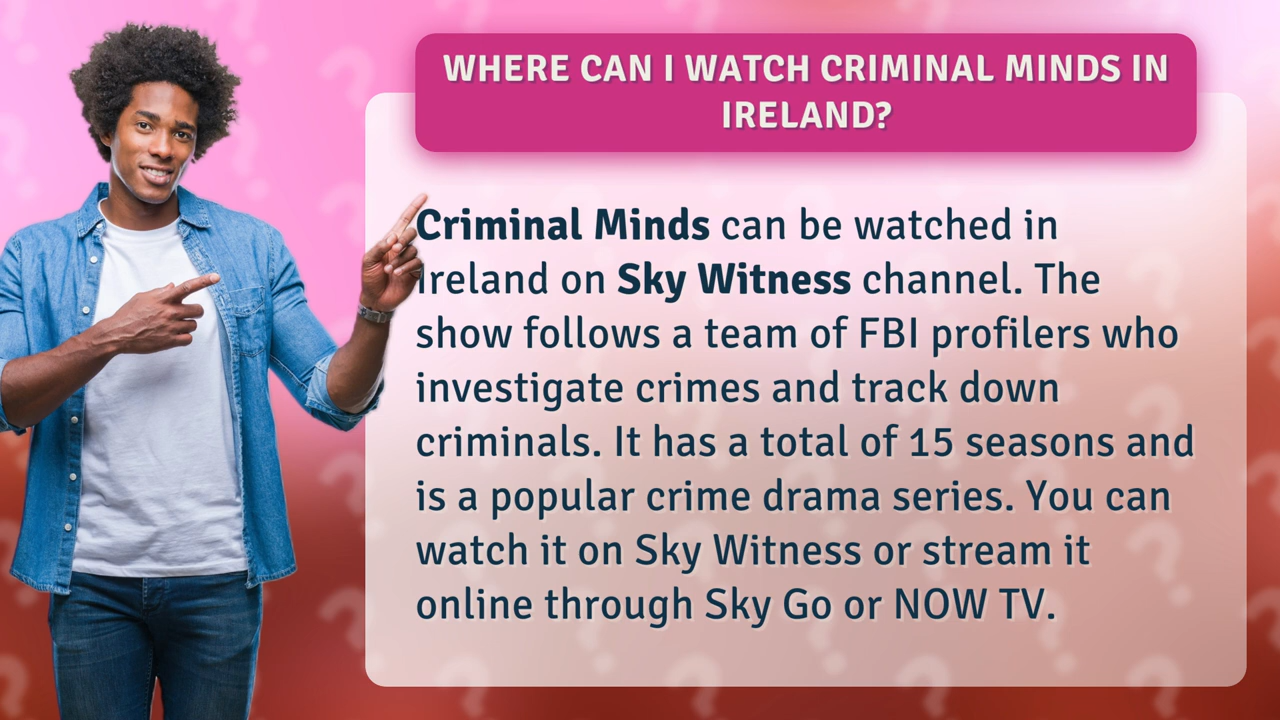 WHERE CAN I WATCH CRIMINAL MINDS IN
IRELAND?
Criminal Minds can be watched in
Ireland on Sky Witness channel. The
show follows a team of FBI profilers who
investigate crimes and track down
criminals. It has a total of 15 seasons and
is a popular crime drama series. You can
watch it on Sky Witness or stream it
online through Sky Go or NOW TV.